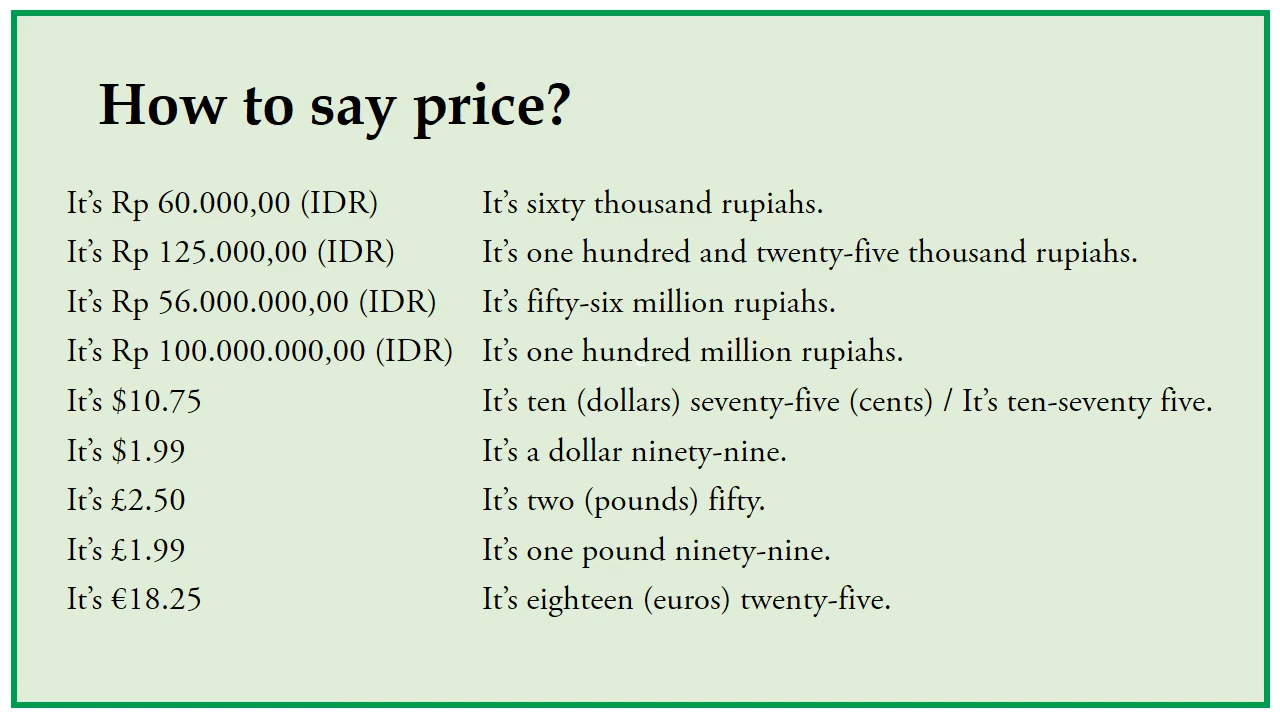 How to say price?
It's Rp 60.000,00 (IDR) It's sixty thousand rupiahs.
It's Rp 125.000,00 (IDR) It's one hundred and twenty-five thousand rupiahs.
It's Rp 56.000.000,00 (IDR) It's fifty-six million rupiahs.
It's Rp 100.000.000,00 (IDR) It's one hundred million rupiahs.
It's $10.75 It's ten (dollars) seventy-five (cents) / It's ten-seventy five.
It's $1.99 It's a dollar ninety-nine.
It's £2.50 It's two (pounds) fifty.
It's £1.99 It's one pound ninety-nine.
It's €18.25 It's eighteen (euros) twenty-five.